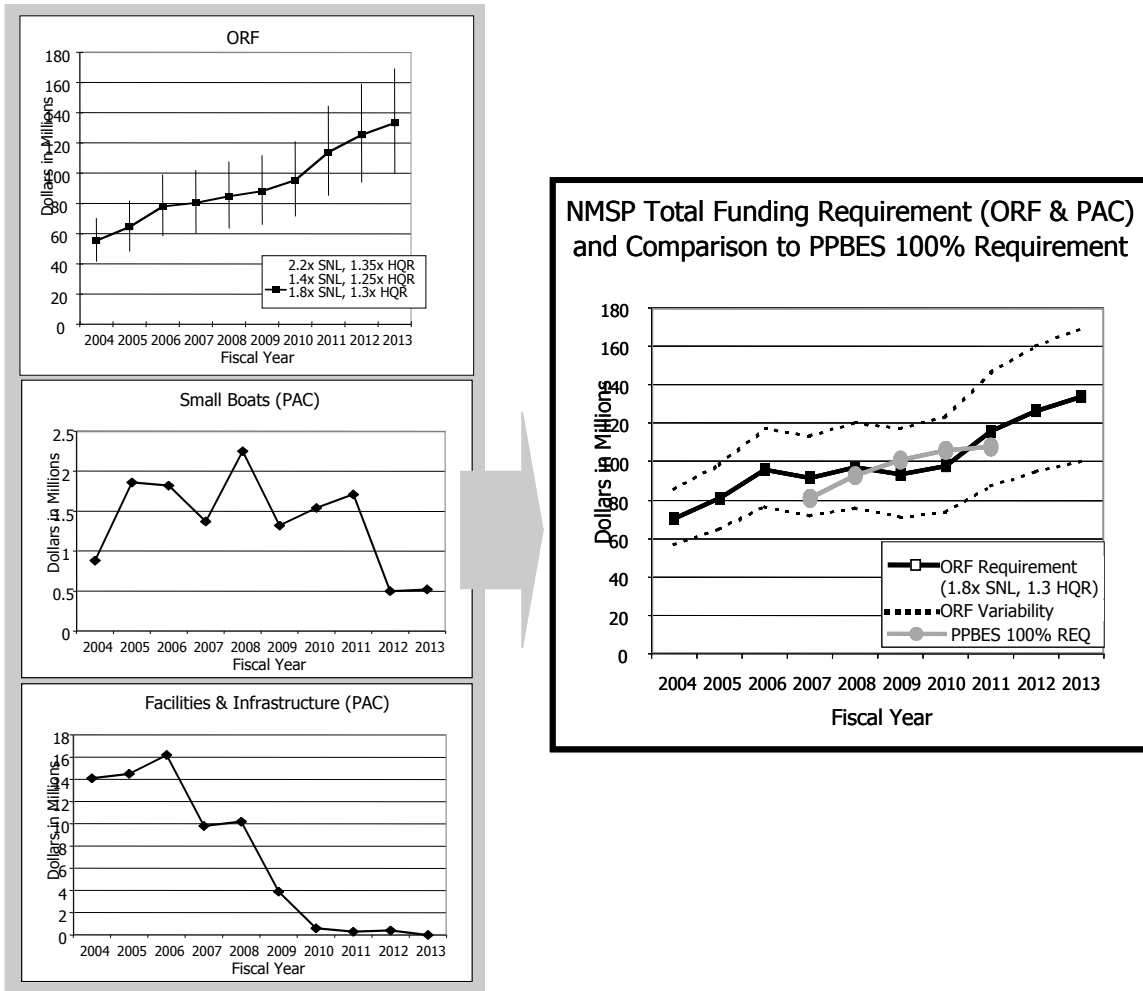 ORF
Dollars in Millions
180
160
140
120
100
80
60
40
20
0
2.2x SNL, 1.35x HQR
1.4x SNL, 1.25x HQR
1.8x SNL, 1.3x HQR
2004 2005 2006 2007 2008 2009 2010 2011 2012 2013
Fiscal Year
Small Boats (PAC)
Dollars in Millions
2.5
2
1.5
1
0.5
0
2004 2005 2006 2007 2008 2009 2010 2011 2012 2013
Fiscal Year
Facilities & Infrastructure (PAC)
Dollars in Millions
18
16
14
12
10
8
6
4
2
0
2004 2005 2006 2007 2008 2009 2010 2011 2012 2013
Fiscal Year
NMSP Total Funding Requirement (ORF & PAC)
and Comparison to PPBES 100% Requirement
Dollars in Millions
180
160
140
120
100
80
60
40
20
0
ORF Requirement
(1.8x SNL, 1.3 HQR)
ORF Variability
PPBES 100% REQ
2004 2005 2006 2007 2008 2009 2010 2011 2012 2013
Fiscal Year